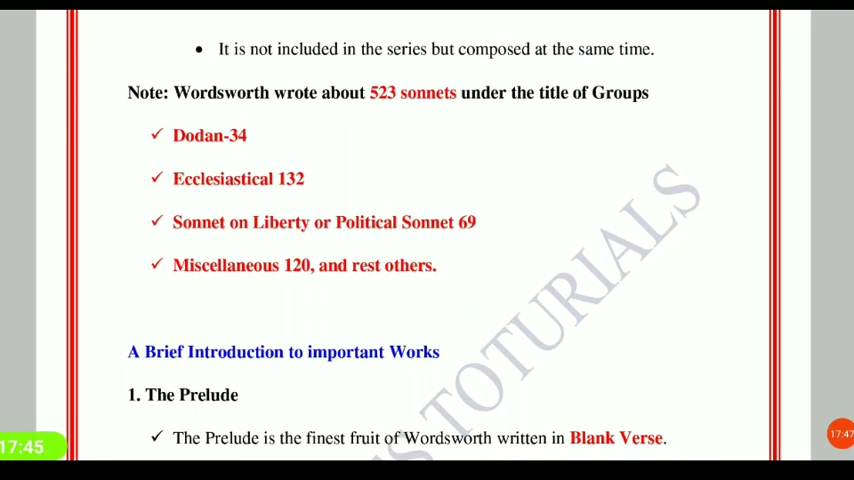 It is not included in the series but composed at the same time.
Note: Wordsworth wrote about 523 sonnets under the title of Groups
Dodan-34
Ecclesiastical 132
Sonnet on Liberty or Political Sonnet 69
Miscellaneous 120, and rest others.
A Brief Introduction to important Works
1. The Prelude
The Prelude is the finest fruit of Wordsworth written in Blank Verse.
S TOTURIALS
17:45
17:47